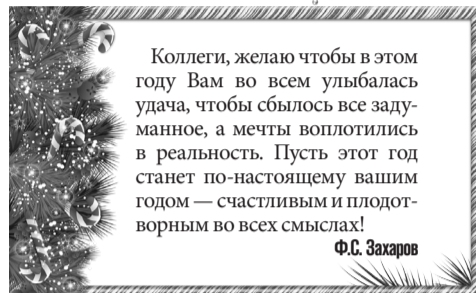 Коллеги, желаю чтобы в этом
году Вам во всем улыбалась
удача, чтобы сбылось все заду-
манное, а мечты воплотились
в реальность. Пусть этот год
станет по-настоящему вашим
годом — счастливым и плодот-
ворным во всех смыслах!
Ф.С. Захаров